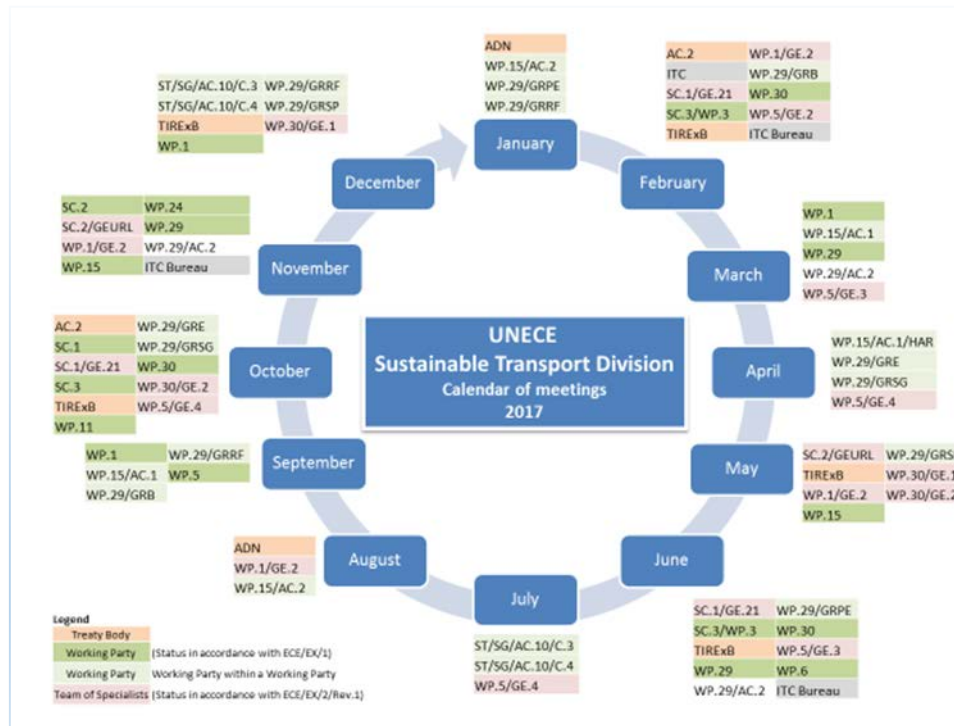 ADN
WP.15/AC.2
WP.29/GRPE
WP.29/GRRF
January
AC.2 WP.1/GE.2
ITC WP.29/GRB
SC.1/GE.21 WP.30
SC.3/WP.3 WP.5/GE.2
TIRExB ITC Bureau
February
WP.1
WP.15/AC.1
WP.29
WP.29/AC.2
WP.5/GE.3
March
WP.15/AC.1/HAR
WP.29/GRE
WP.29/GRSG
WP.5/GE.4
April
SC.2/GEURL WP.29/GRS
TIRExB WP.30/GE.1
WP.1/GE.2 WP.30/GE.2
WP.15
May
June
SC.1/GE.21 WP.29/GRPE
SC.3/WP.3 WP.30
TIRExB WP.5/GE.3
WP.29 WP.6
WP.29/AC.2 ITC Bureau
July
ST/SG/AC.10/C.3
ST/SG/AC.10/C.4
WP.5/GE.4
August
ADN
WP.1/GE.2
WP.15/AC.2
September
WP.1 WP.29/GRRF
WP.15/AC.1 WP.5
WP.29/GRB
October
AC.2 WP.29/GRE
SC.1 WP.29/GRSG
SC.1/GE.21 WP.30
SC.3 WP.30/GE.2
TIRExB WP.5/GE.4
WP.11
November
SC.2 WP.24
SC.2/GEURL WP.29
WP.1/GE.2 WP.29/AC.2
WP.15 ITC Bureau
December
ST/SG/AC.10/C.3 WP.29/GRRF
ST/SG/AC.10/C.4 WP.29/GRSP
TIRExB WP.30/GE.1
WP.1
UNECE
Sustainable Transport Division
Calendar of meetings
2017
Legend
Treaty Body
Working Party (Status in accordance with ECE/EX/1)
Working Party Working Party within a Working Party
Team of Specialists (Status in accordance with ECE/EX/2/Rev.1)